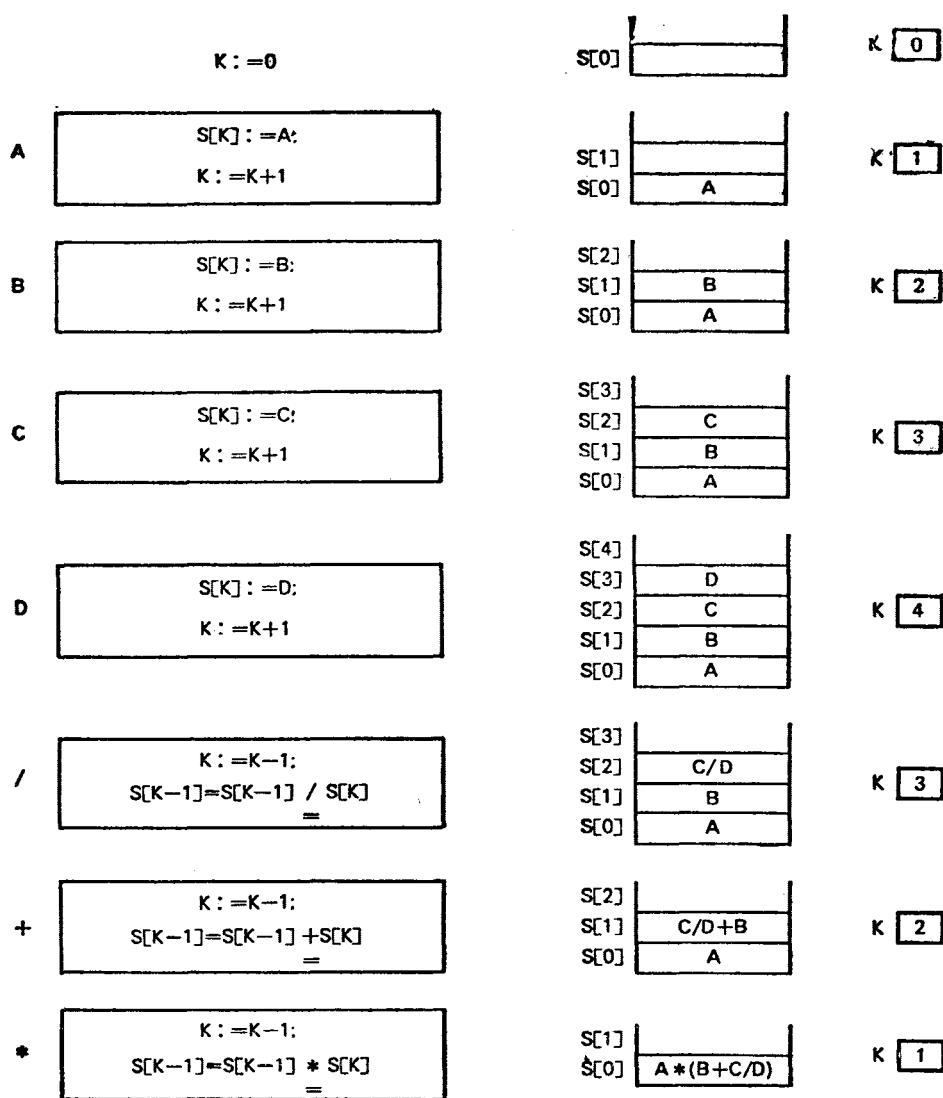 K:=0
S[0]
K 0
A
S[K]:=A;
K:=K+1
S[1]
S[0] A
K 1
B
S[K]:=B;
K:=K+1
S[2]
S[1] B
S[0] A
K 2
C
S[K]:=C;
K:=K+1
S[3]
S[2] C
S[1] B
S[0] A
K 3
D
S[K]:=D;
K:=K+1
S[4]
S[3] D
S[2] C
S[1] B
S[0] A
K 4
/
K:=K-1;
S[K-1]=S[K-1] / S[K]
=
S[3]
S[2] C/D
S[1] B
S[0] A
K 3
+
K:=K-1;
S[K-1]=S[K-1] +S[K]
=
S[2]
S[1] C/D+B
S[0] A
K 2
*
K:=K-1;
S[K-1]=S[K-1] * S[K]
=
S[1]
S[0] A*(B+C/D)
K 1